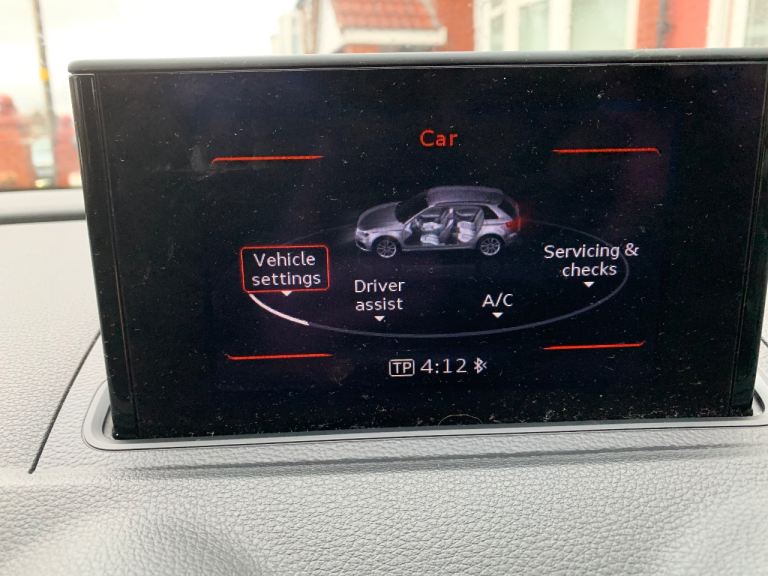 Car
Vehicle
settings
Driver
assist
A/C
Servicing &
checks
TP 4:12